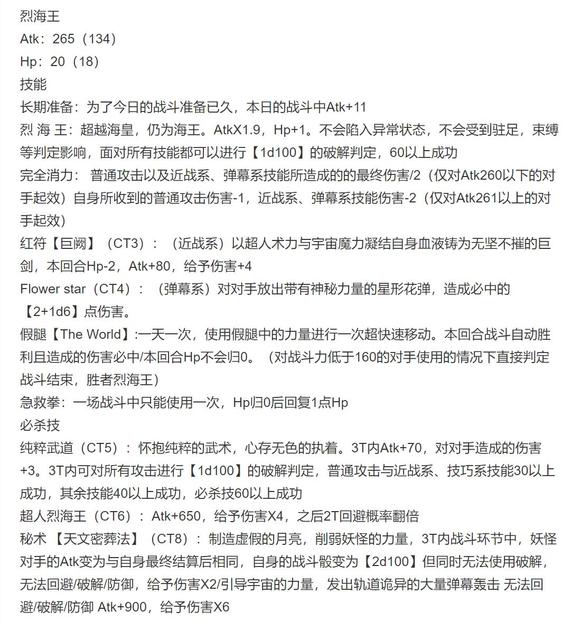 烈海王
Atk：265（134）
Hp：20（18）
技能
长期准备：为了今日的战斗准备已久，本日的战斗中Atk+11
烈 海 王：超越海皇，仍为海王。AtkX1.9，Hp+1。不会陷入异常状态，不会受到驻足，束缚
等判定影响，面对所有技能都可以进行【1d100】的破解判定，60以上成功
完全消力： 普通攻击以及近战系、弹幕系技能所造成的的最终伤害/2（仅对Atk260以下的对
手起效）自身所收到的普通攻击伤害-1，近战系、弹幕系技能伤害-2（仅对Atk261以上的对
手起效）
红符【巨阙】（CT3）：（近战系）以超人术力与宇宙魔力凝结自身血液铸为无坚不摧的巨
剑，本回合Hp-2，Atk+80，给予伤害+4
Flower star（CT4）：（弹幕系）对对手放出带有神秘力量的星形花弹，造成必中的
【2+1d6】点伤害。
假腿【The World】:一天一次，使用假腿中的力量进行一次超快速移动。本回合战斗自动胜
利且造成的伤害必中/本回合Hp不会归0。（对战斗力低于160的对手使用的情况下直接判定
战斗结束，胜者烈海王）
急救拳：一场战斗中只能使用一次，Hp归0后回复1点Hp
必杀技
纯粹武道（CT5）：怀抱纯粹的武术，心存无色的执着。3T内Atk+70，对对手造成的伤害
+3。3T内可对所有攻击进行【1d100】的破解判定，普通攻击与近战系、技巧系技能30以上
成功，其余技能40以上成功，必杀技60以上成功
超人烈海王（CT6）：Atk+650，给予伤害X4，之后2T回避概率翻倍
秘术 【天文密葬法】（CT8）：制造虚假的月亮，削弱妖怪的力量，3T内战斗环节中，妖怪
对手的Atk变为与自身最终结算后相同，自身的战斗骰变为【2d100】但同时无法使用破解，
无法回避/破解/防御，给予伤害X2/引导宇宙的力量，发出轨道诡异的大量弹幕轰击 无法回
避/破解/防御 Atk+900，给予伤害X6